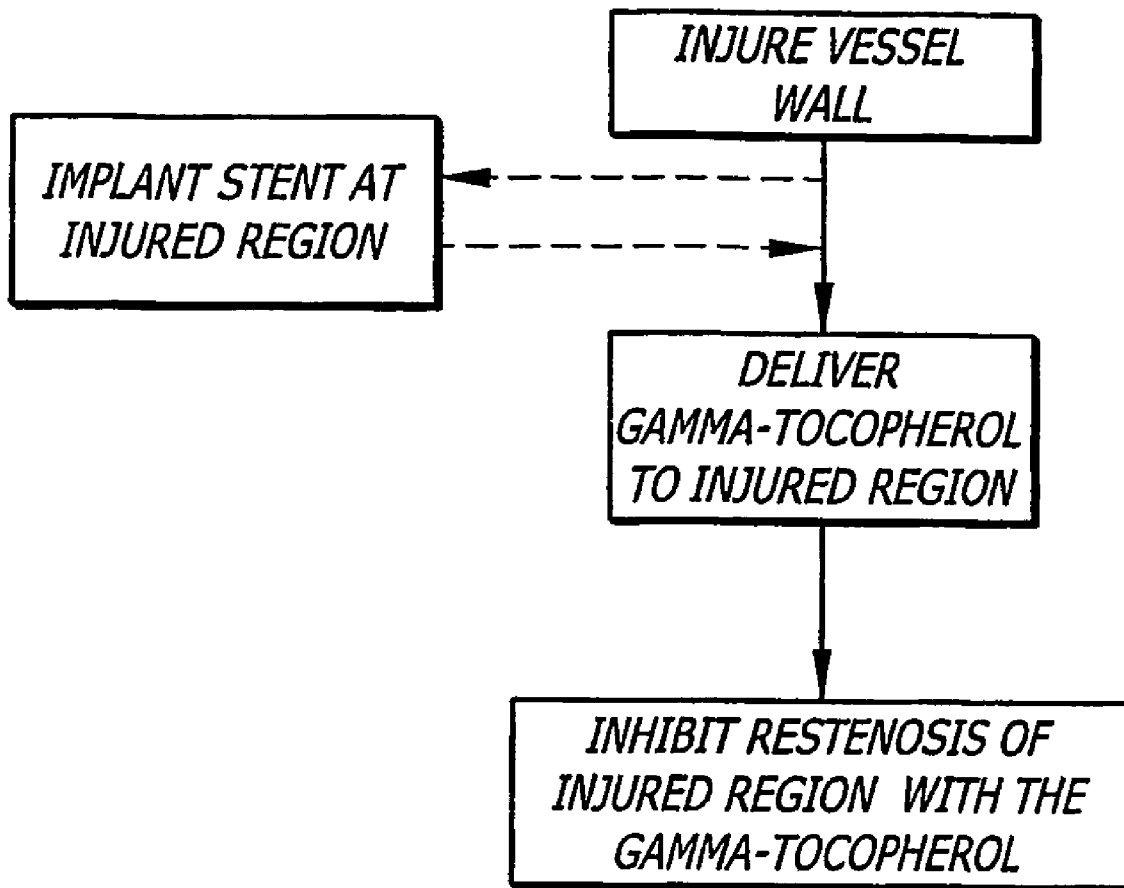 INJURE VESSEL
WALL
IMPLANT STENT AT
INJURED REGION
DELIVER
GAMMA-TOCOPHEROL
TO INJURED REGION
INHIBIT RESTENOSIS OF
INJURED REGION WITH THE
GAMMA-TOCOPHEROL